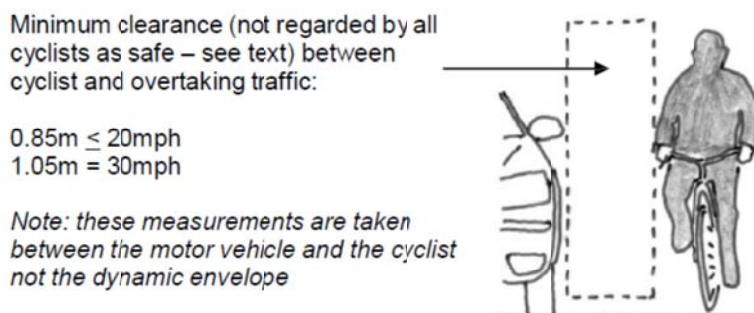 Minimum clearance (not regarded by all
cyclists as safe – see text) between
cyclist and overtaking traffic:
0.85m ≤ 20mph
1.05m = 30mph
Note: these measurements are taken
between the motor vehicle and the cyclist
not the dynamic envelope